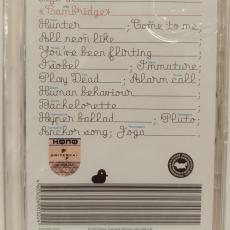 «Cambridge»
Hunter ; Come to me;
All neon like ;
You've been flirting ;
Isobel ; Immature ;
Play Dead ; Alarm call ;
Human behaviour ;
Bachelorette ;
Hyper ballad ; Pluto;
Anchor song; Joga
UNIVERSAL